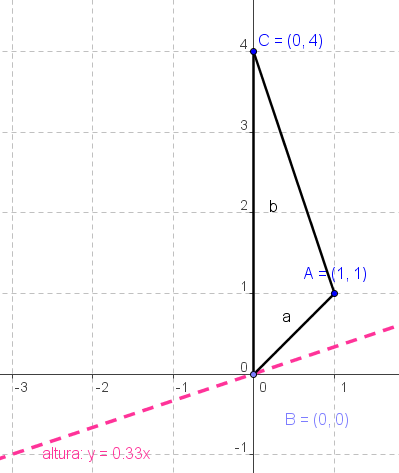 4
C = (0, 4)
3
2
b
A = (1, 1)
1
a
0
-3
-2
-1
0
1
B = (0, 0)
-1
altura: y = 0.33x